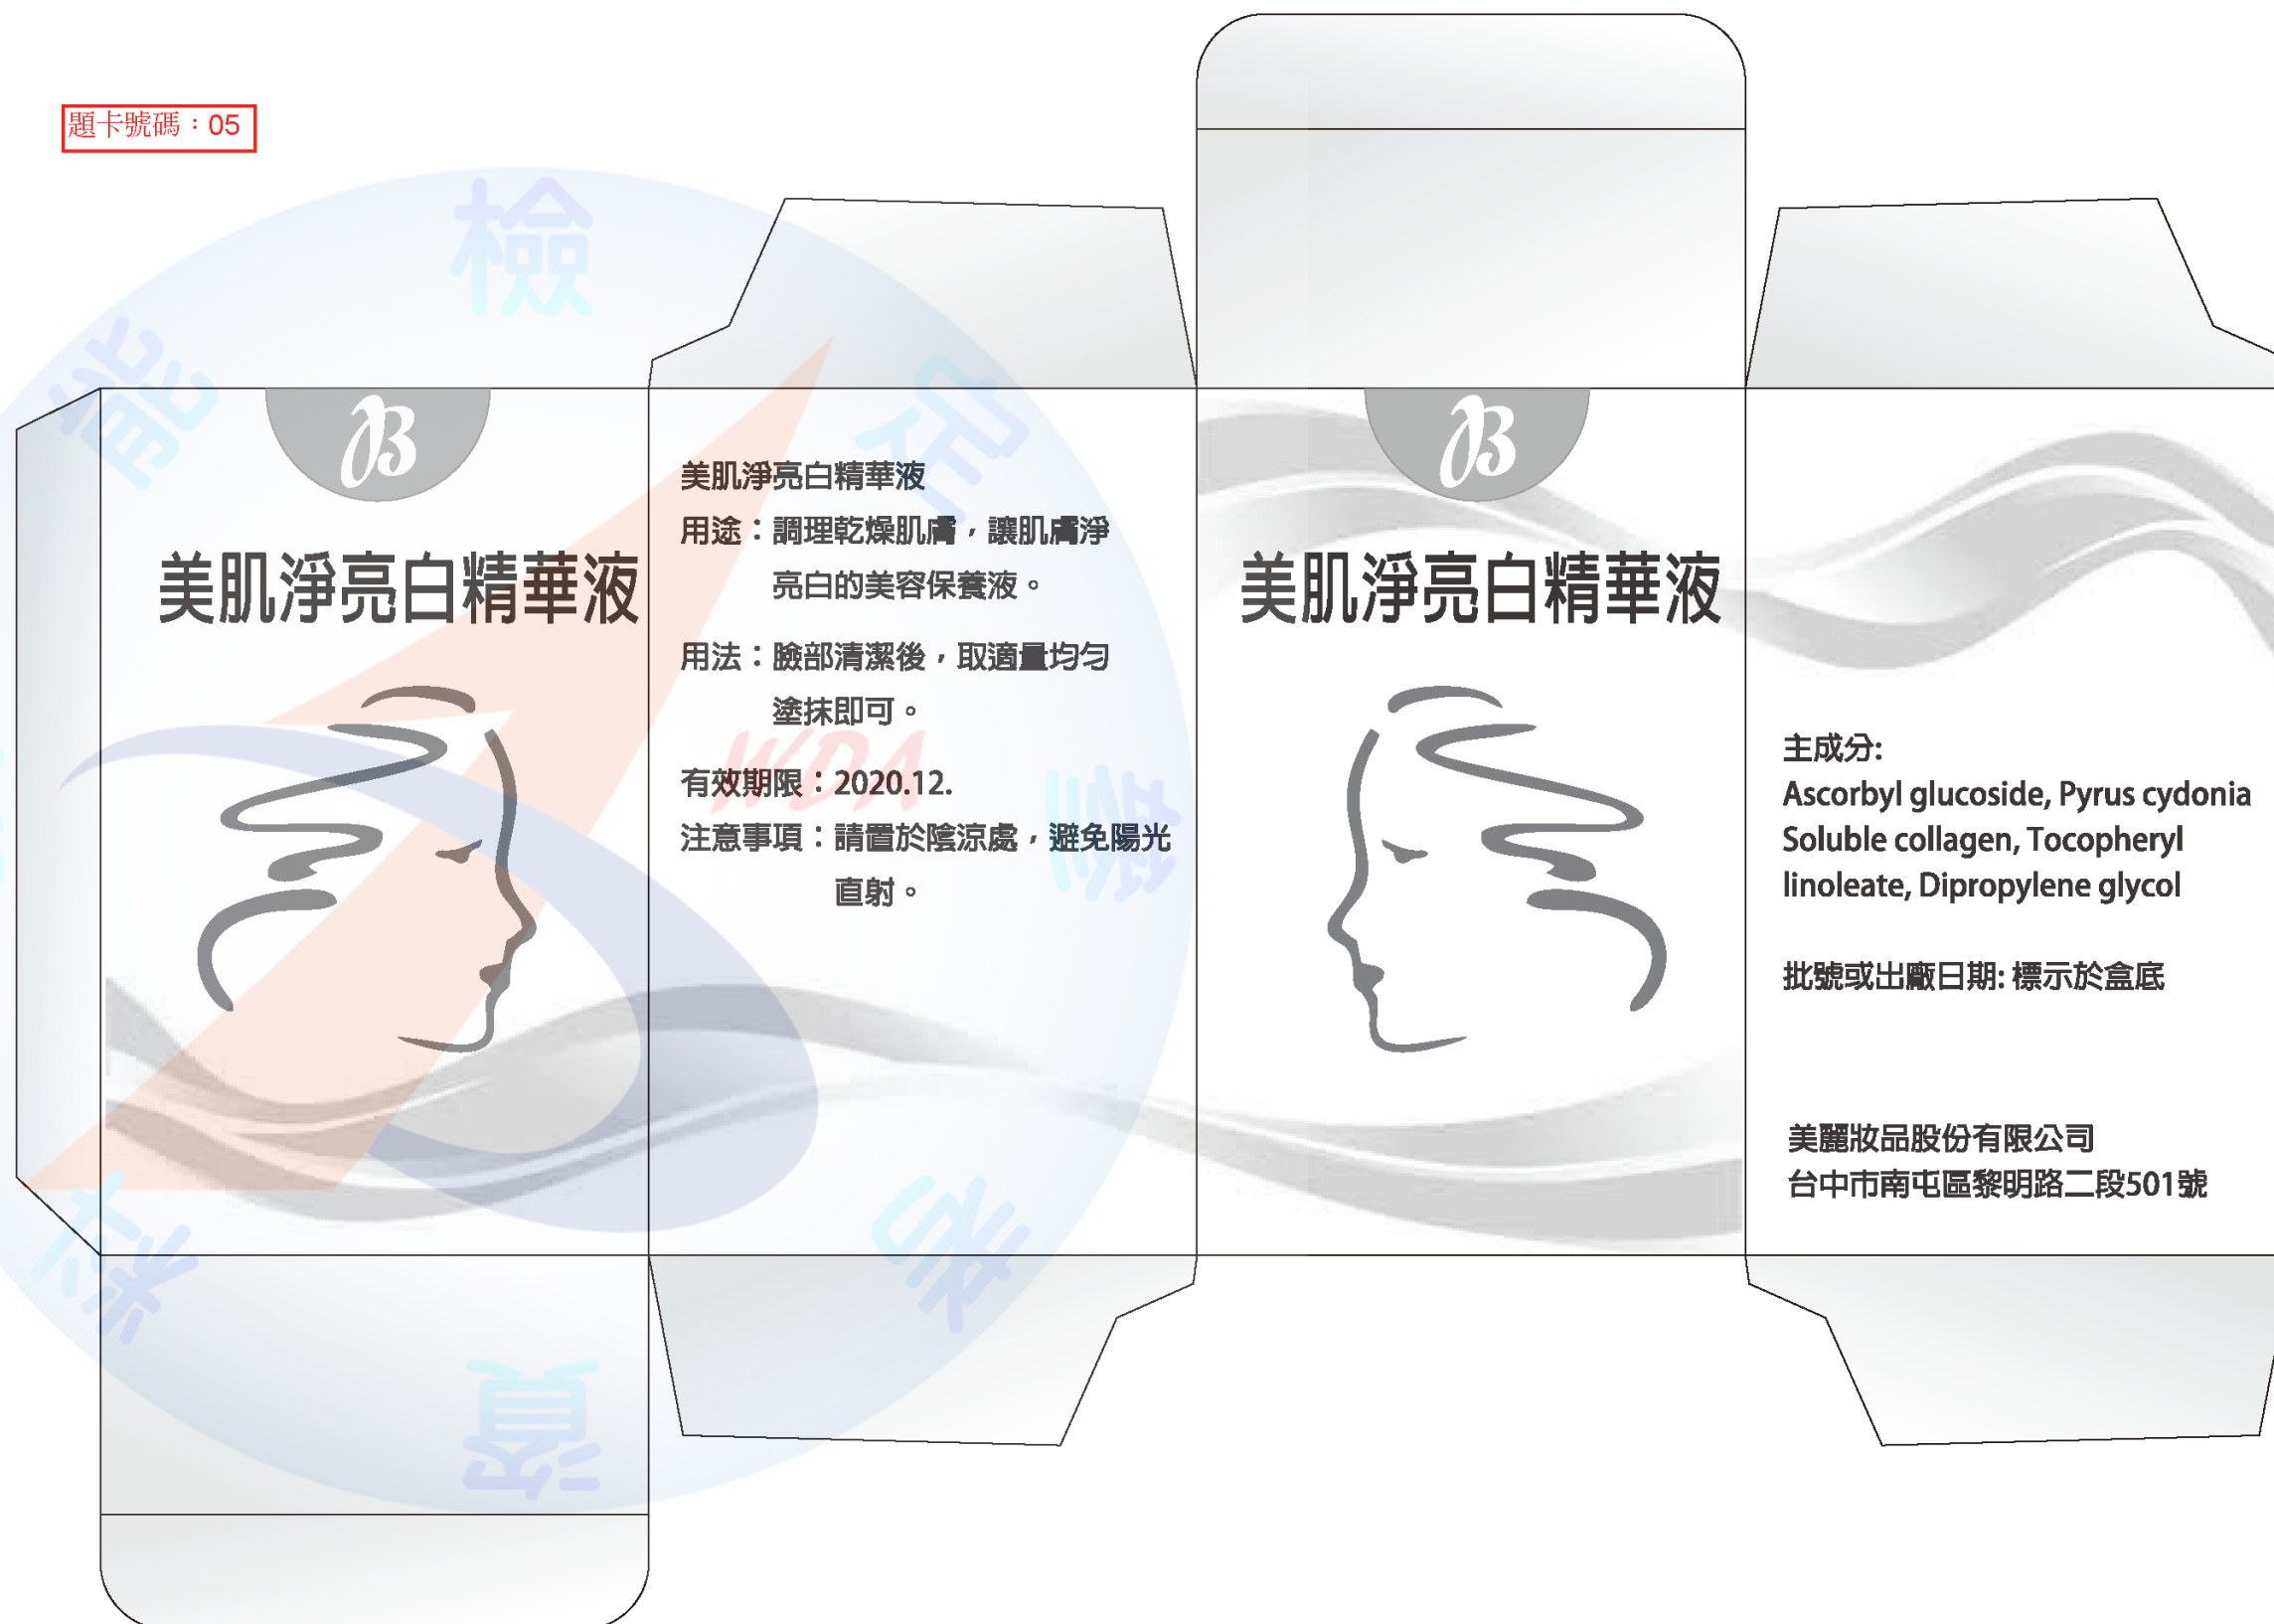 題卡號碼：05
美肌淨亮白精華液
美肌淨亮白精華液
用途：調理乾燥肌膚，讓肌膚淨
亮白的美容保養液。
用法：臉部清潔後，取適量均勻
塗抹即可。
有效期限：2020.12.
注意事項：請置於陰涼處，避免陽光
直射。
美肌淨亮白精華液
主成分:
Ascorbyl glucoside, Pyrus cydonia
Soluble collagen, Tocopheryl
linoleate, Dipropylene glycol
批號或出廠日期: 標示於盒底
美麗妝品股份有限公司
台中市南屯區黎明路二段501號
B
B
WDA
技能檢定